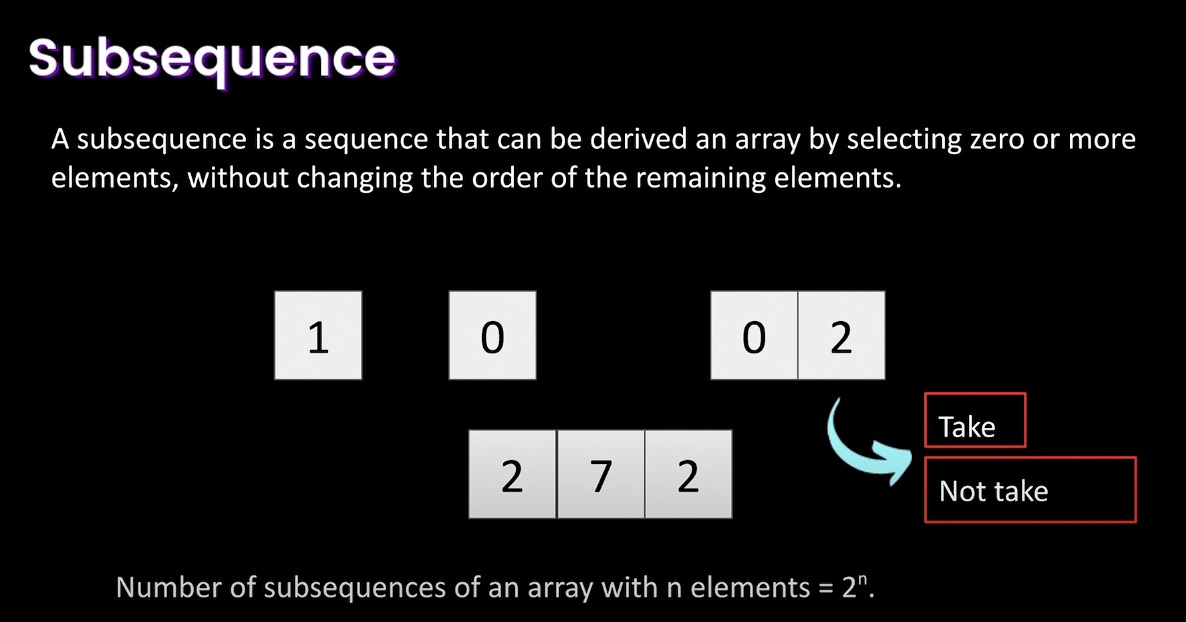 Subsequence
A subsequence is a sequence that can be derived an array by selecting zero or more
elements, without changing the order of the remaining elements.
1 0 0 2
Take
2 7 2
Not take
Number of subsequences of an array with n elements = 2ⁿ.